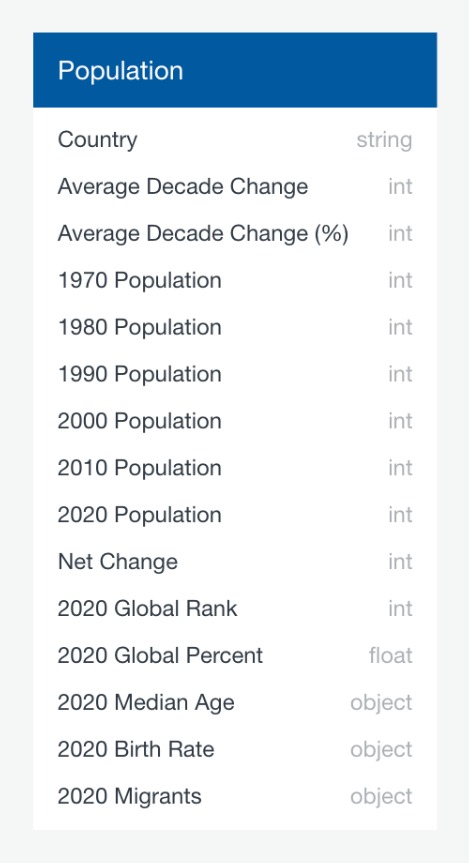 Population
Country string
Average Decade Change int
Average Decade Change (%) int
1970 Population int
1980 Population int
1990 Population int
2000 Population int
2010 Population int
2020 Population int
Net Change int
2020 Global Rank int
2020 Global Percent float
2020 Median Age object
2020 Birth Rate object
2020 Migrants object